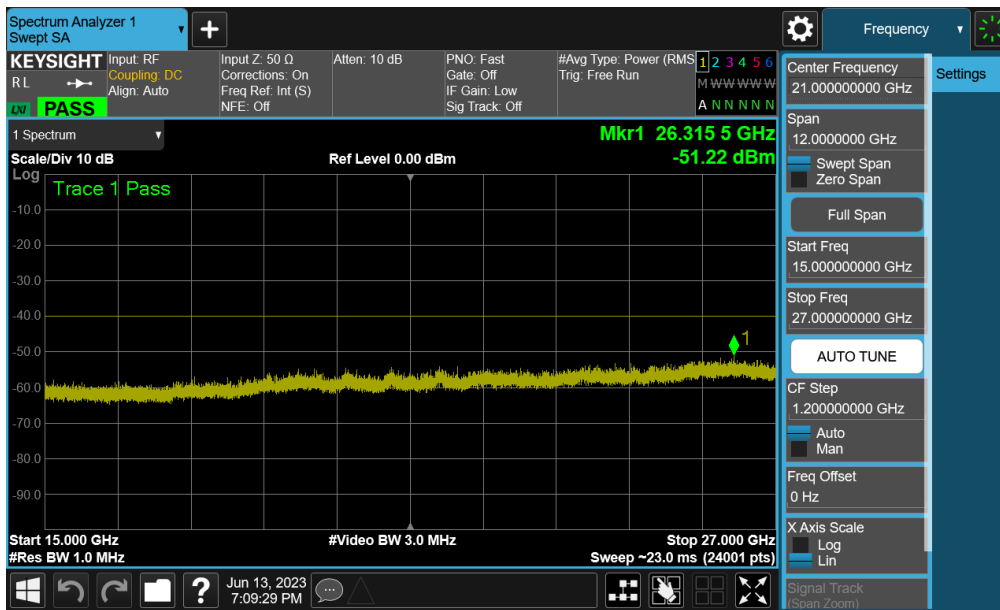 Spectrum Analyzer 1
Swept SA
Frequency
KEYSIGHT
R L
LXI
PASS
Input: RF
Coupling: DC
Align: Auto
Input Z: 50 Ω
Corrections: On
Freq Ref: Int (S)
NFE: Off
Atten: 10 dB
PNO: Fast
Gate: Off
IF Gain: Low
Sig Track: Off
#Avg Type: Power (RMS
Trig: Free Run
1 2 3 4 5 6
M W W W W W
A N N N N N
Center Frequency
21.000000000 GHz
Settings
Span
12.0000000 GHz
Swept Span
Zero Span
Full Span
Start Freq
15.000000000 GHz
Stop Freq
27.000000000 GHz
AUTO TUNE
CF Step
1.200000000 GHz
Auto
Man
Freq Offset
0 Hz
X Axis Scale
Log
Lin
Signal Track
(Span Zoom)
1 Spectrum
Mkr1 26.315 5 GHz
Scale/Div 10 dB
Ref Level 0.00 dBm
-51.22 dBm
Log
Trace 1 Pass
-10.0
-20.0
-30.0
-40.0
1
-50.0
-60.0
-70.0
-80.0
-90.0
Start 15.000 GHz
#Video BW 3.0 MHz
Stop 27.000 GHz
#Res BW 1.0 MHz
Sweep ~23.0 ms (24001 pts)
?
Jun 13, 2023
7:09:29 PM